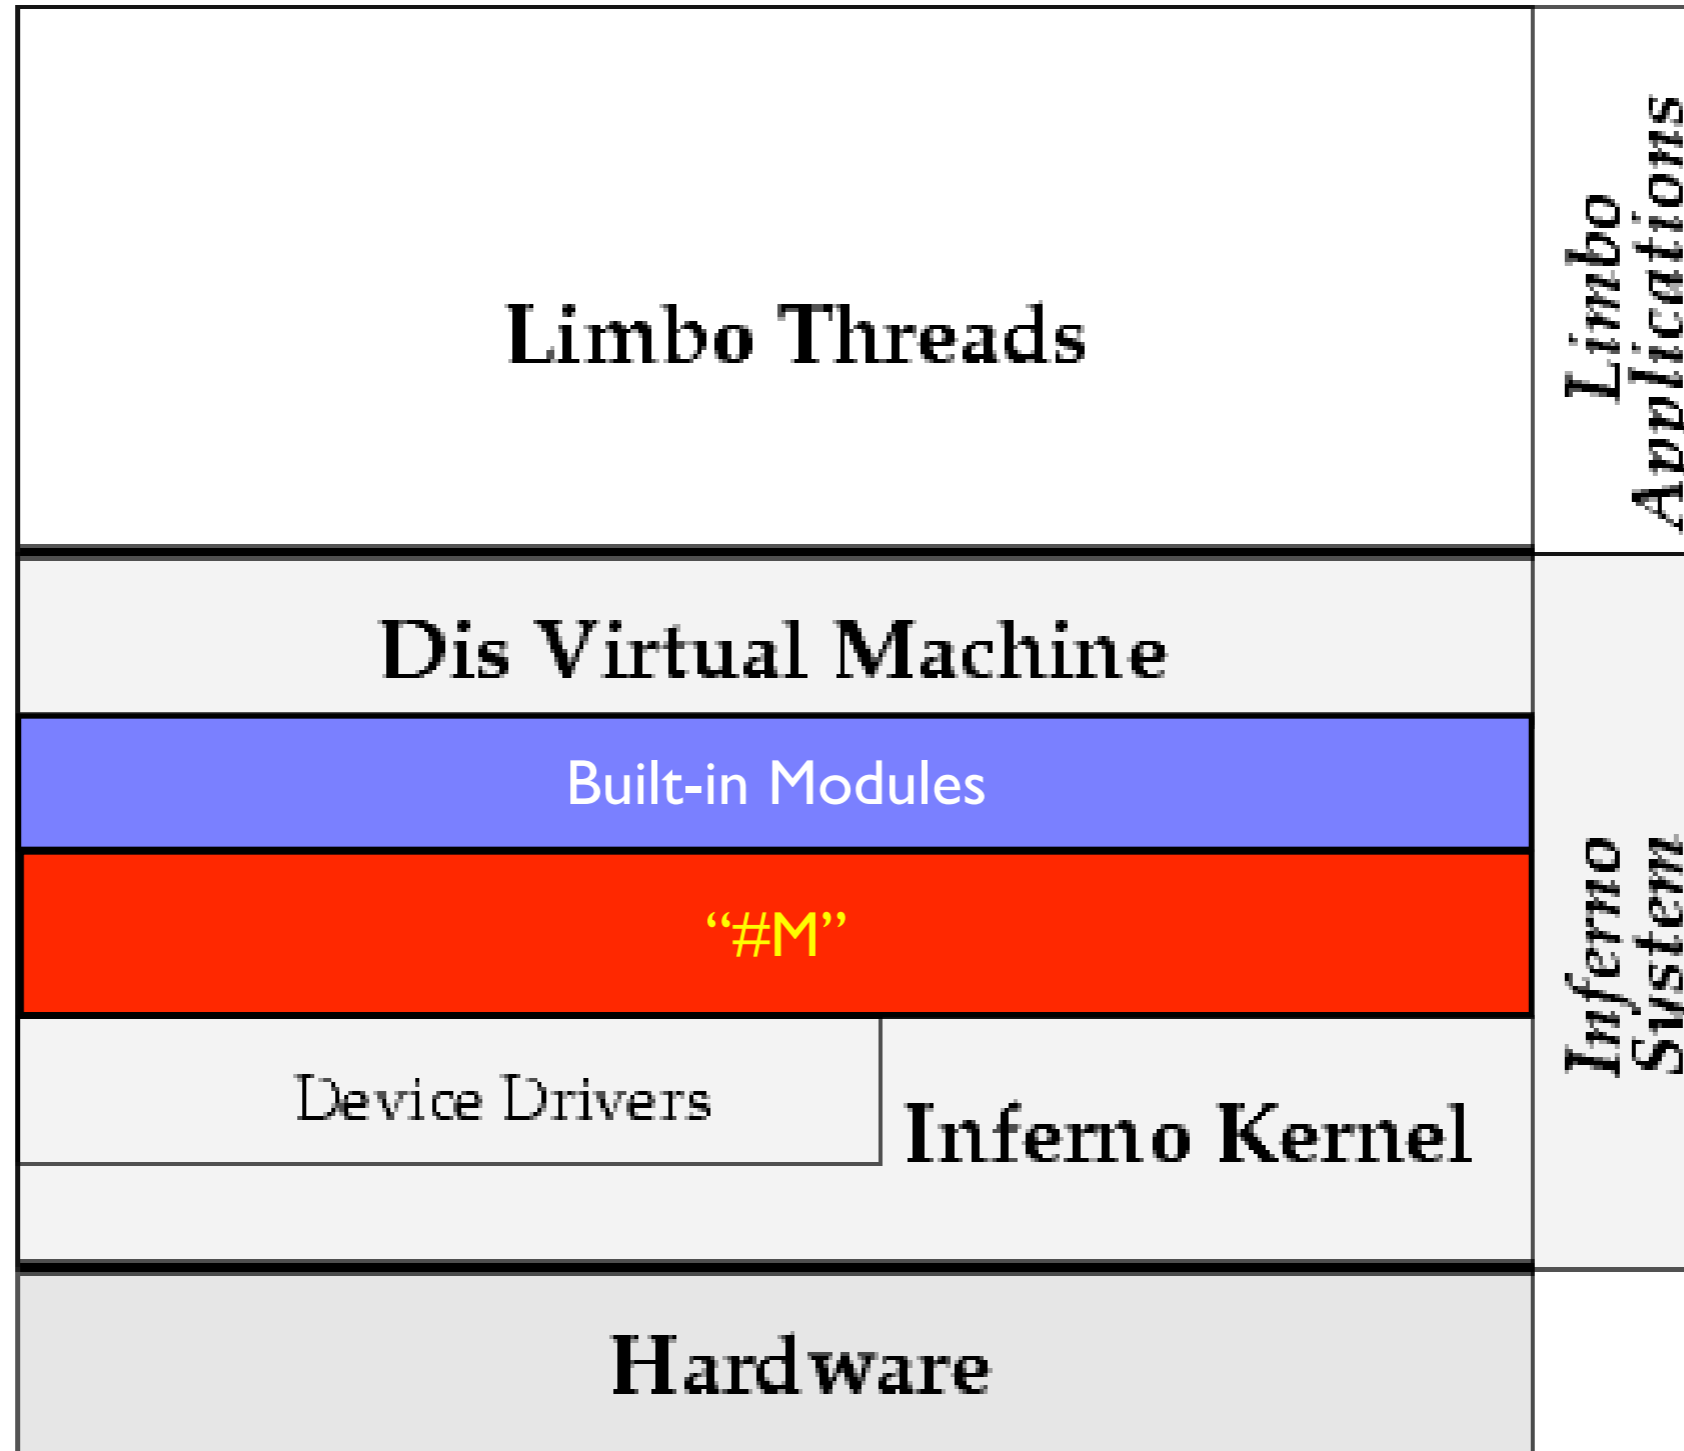 Limbo Threads
Limbo
Applications
Dis Virtual Machine
Built-in Modules
“#M”
Inferno
System
Device Drivers
Inferno Kernel
Hardware